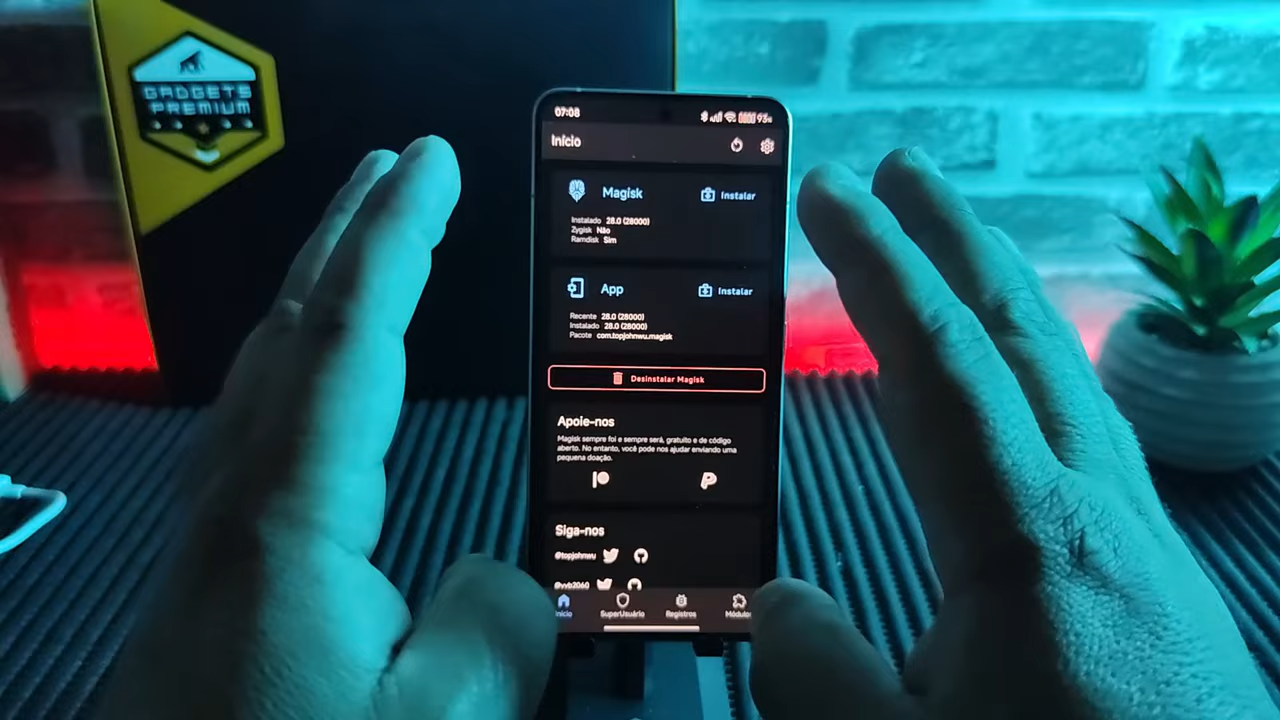 GADGETS
PREMIUM
07:08
93%
Início
Magisk
Instalar
Instalado 28.0 (28000)
Zygisk Não
Ramdisk Sim
App
Instalar
Recente 28.0 (28000)
Instalado 28.0 (28000)
Pacote com.topjohnwu.magisk
Desinstalar Magisk
Apoie-nos
Magisk sempre foi e sempre será, gratuito e de código
aberto. No entanto, você pode nos ajudar enviando uma
pequena doação.
Siga-nos
@topjohnwu
@vvb2060
Início
SuperUsuário
Registros
Módulos